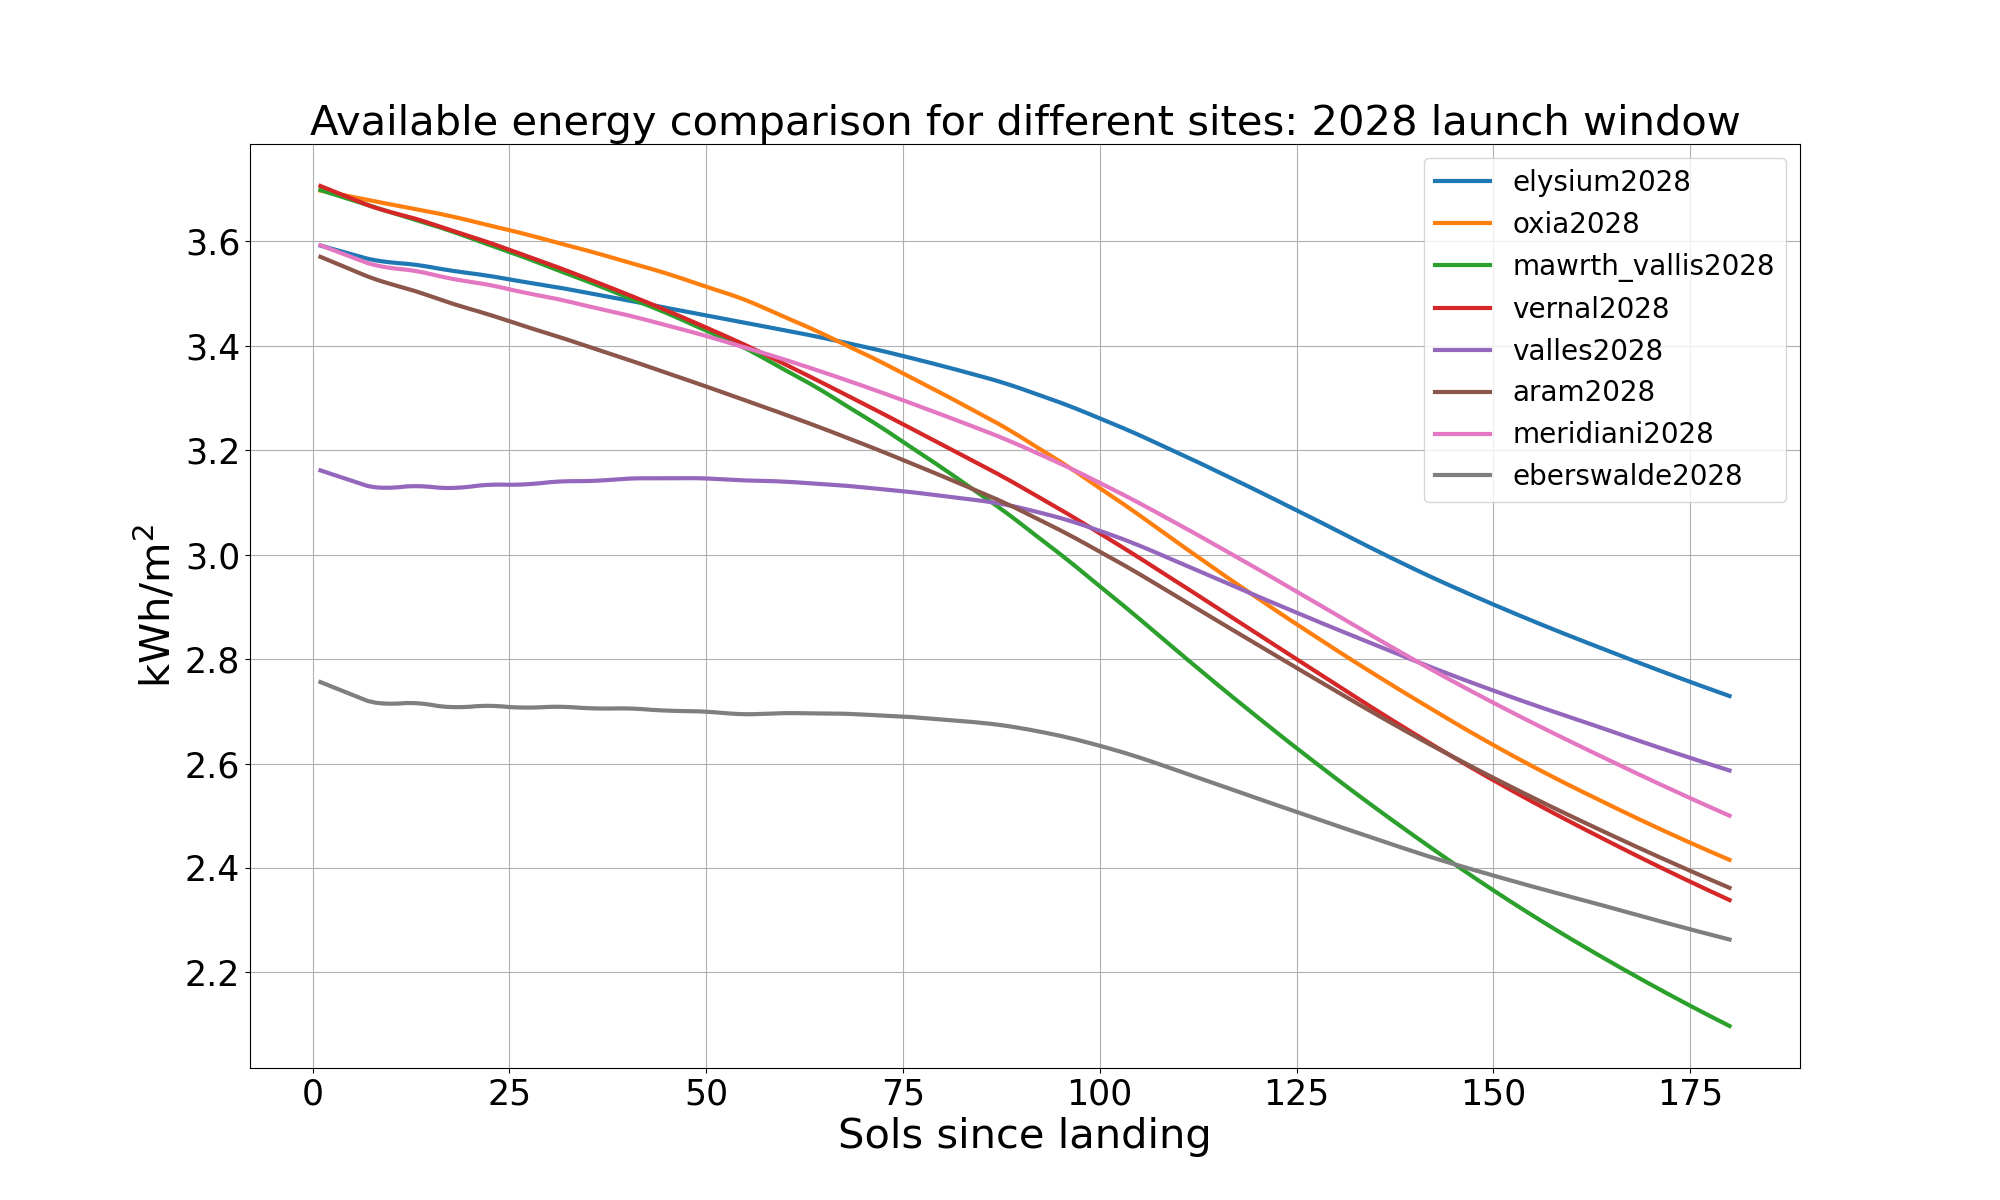 Available energy comparison for different sites: 2028 launch window
elysium2028
oxia2028
mawrth_vallis2028
vernal2028
valles2028
aram2028
meridiani2028
eberswalde2028
kWh/m²
3.6
3.4
3.2
3.0
2.8
2.6
2.4
2.2
0 25 50 75 100 125 150 175
Sols since landing